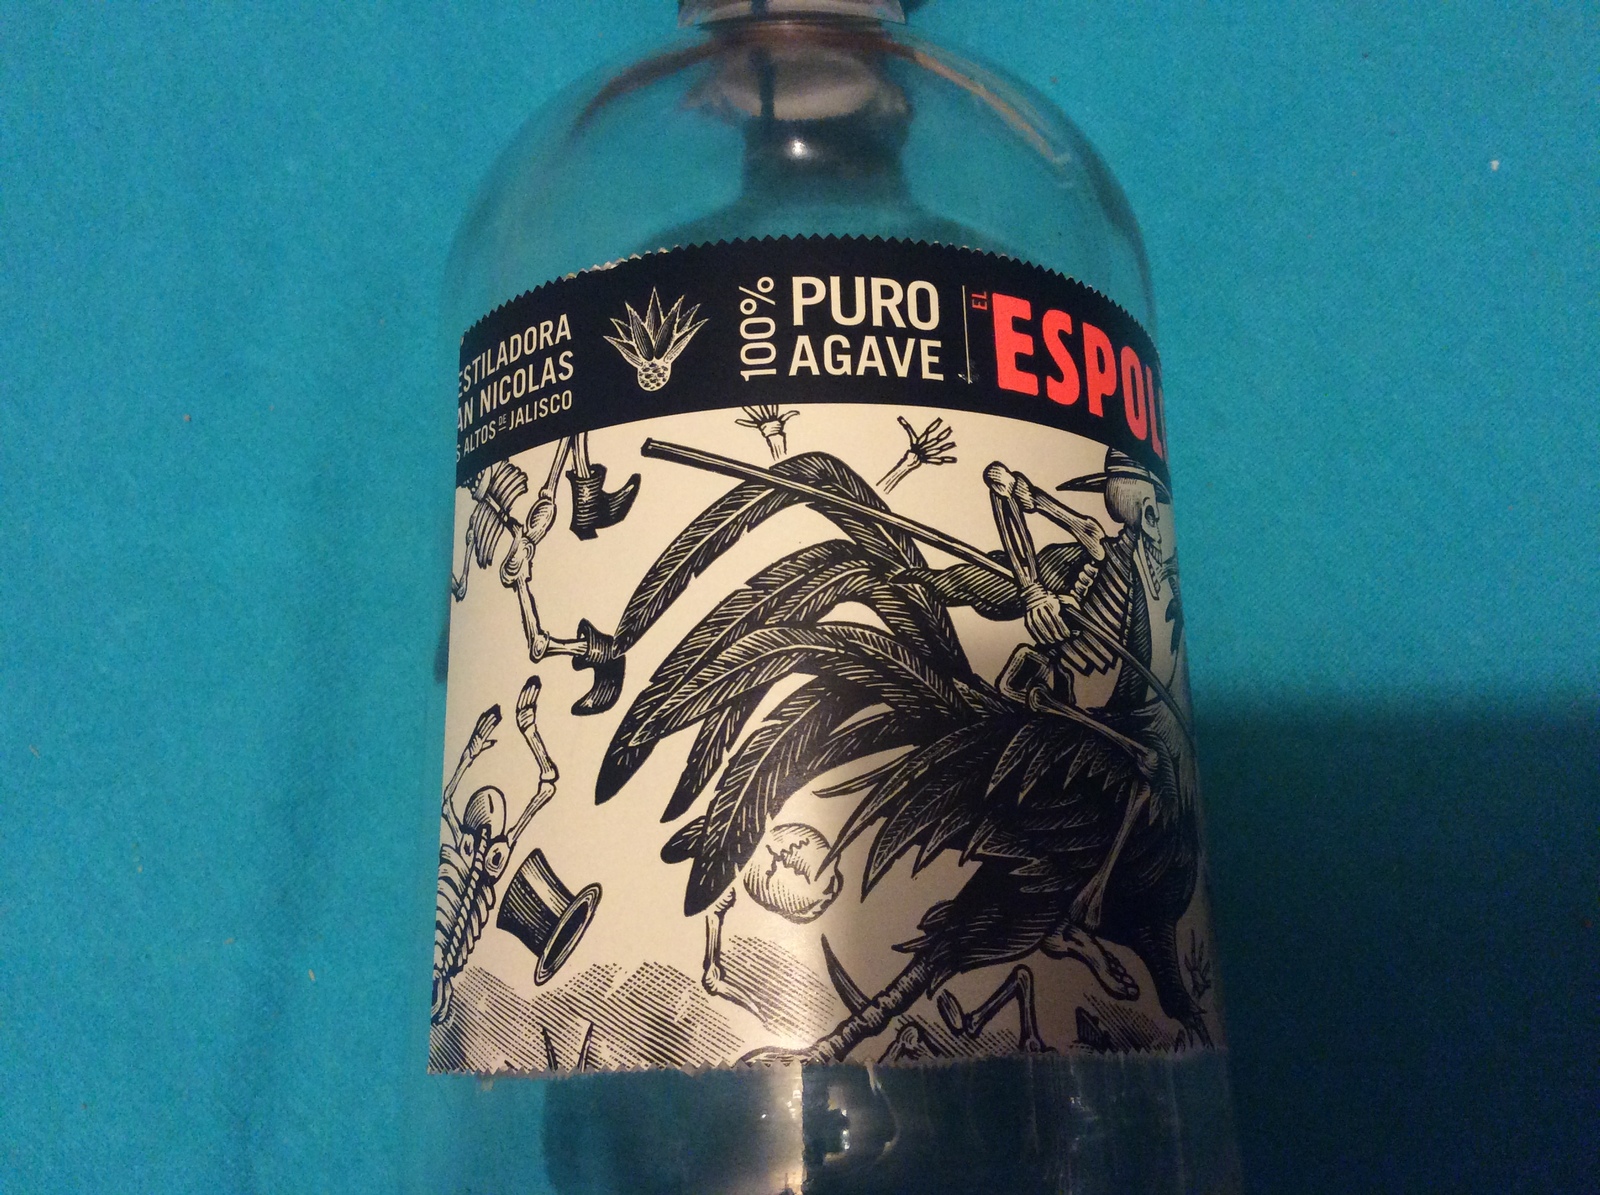 ESTILADORA
AN NICOLAS
S ALTOS DE JALISCO
100%
PURO
AGAVE
EL
ESPOL